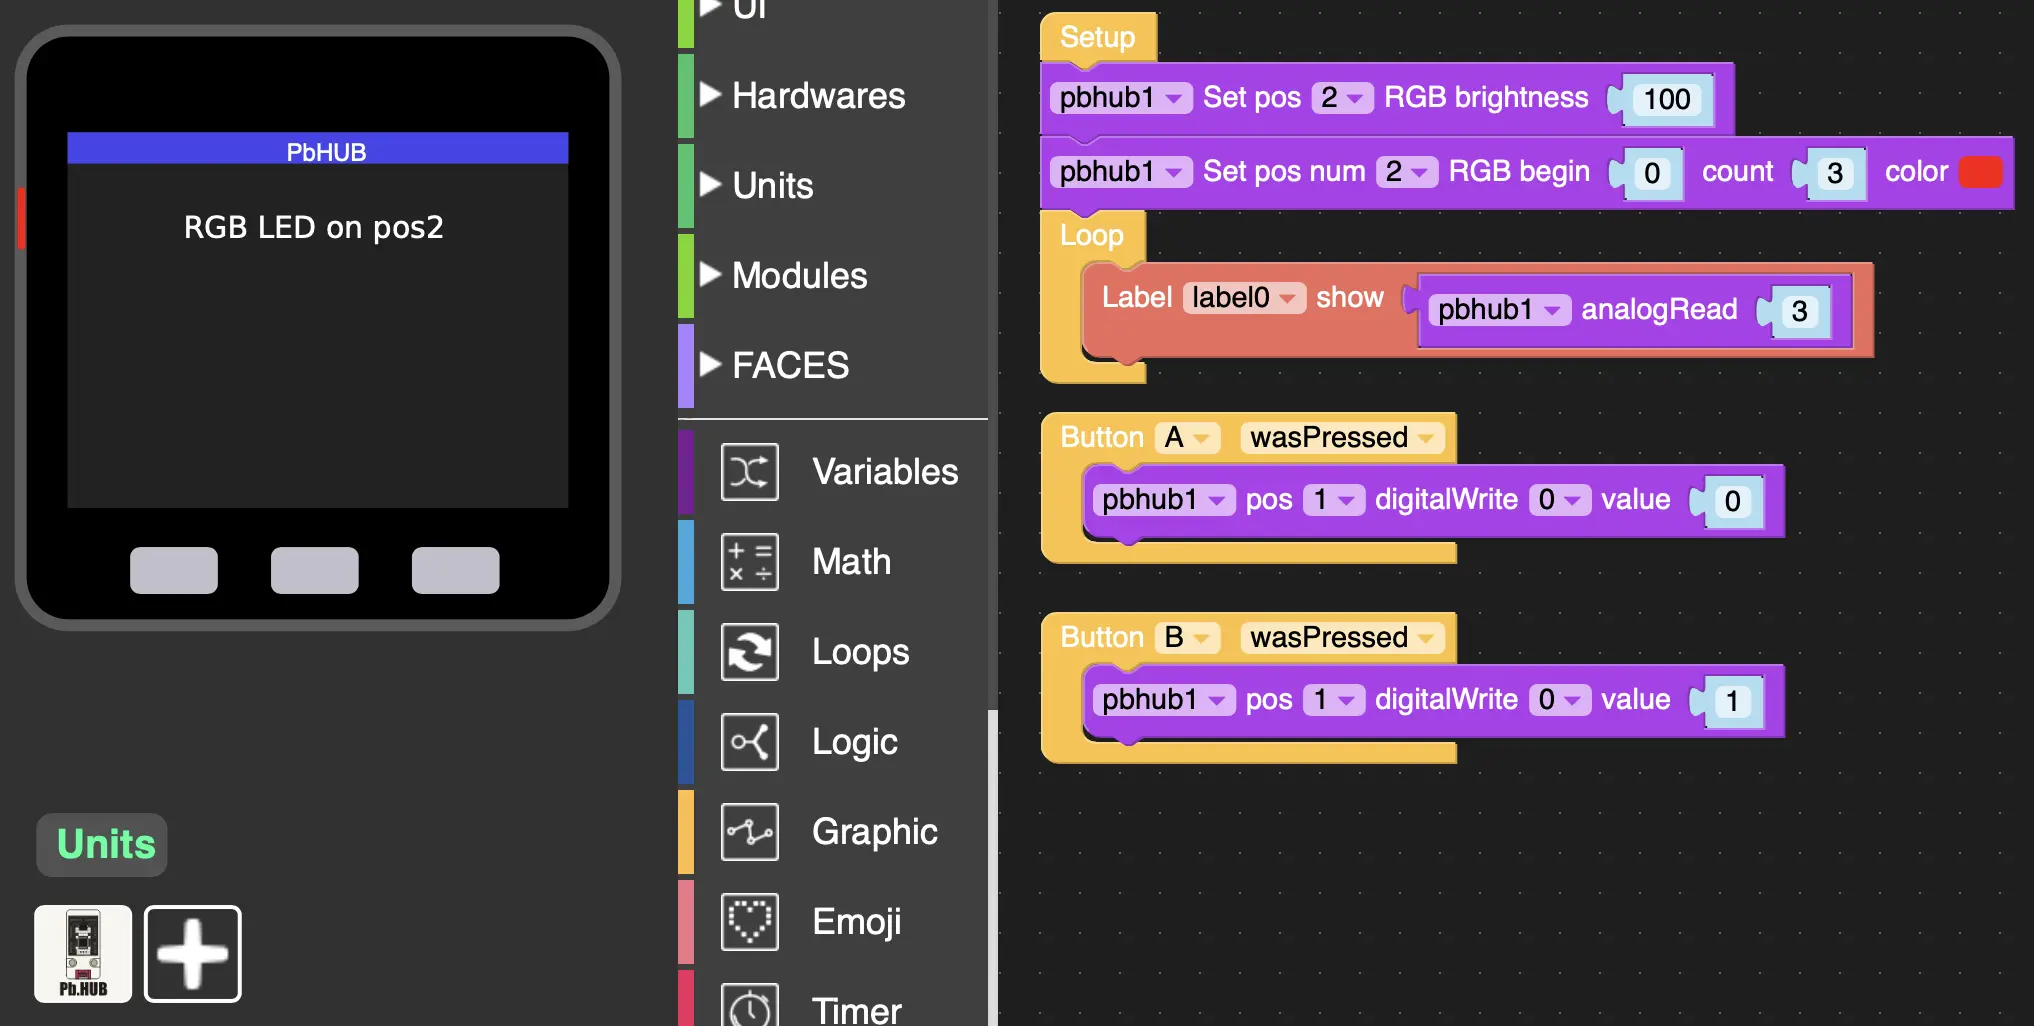 PbHUB
RGB LED on pos2
Units
Pb.HUB
UI
Hardwares
Units
Modules
FACES
Variables
Math
Loops
Logic
Graphic
Emoji
Timer
Setup
pbhub1 Set pos 2 RGB brightness 100
pbhub1 Set pos num 2 RGB begin 0 count 3 color
Loop
Label label0 show pbhub1 analogRead 3
Button A wasPressed
pbhub1 pos 1 digitalWrite 0 value 0
Button B wasPressed
pbhub1 pos 1 digitalWrite 0 value 1